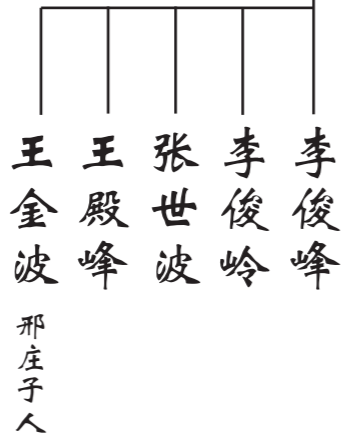 李俊峰
李俊岭
张世波
王殿峰
王金波
邢庄子人